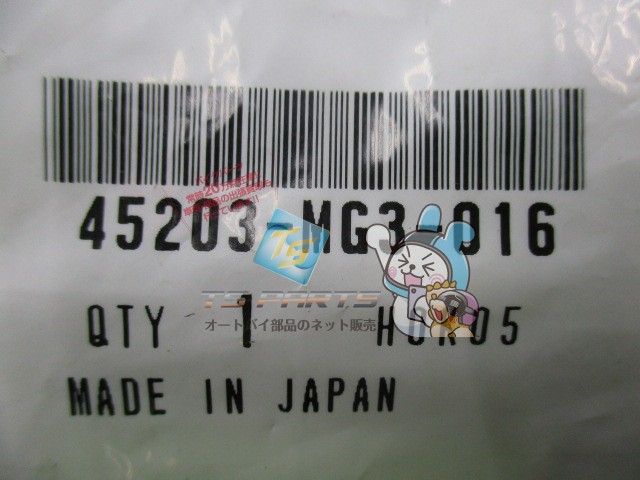 45203-MG3-016
TS
TS PARTS
オートバイ部品のネット販売
QTY 1
MADE IN JAPAN